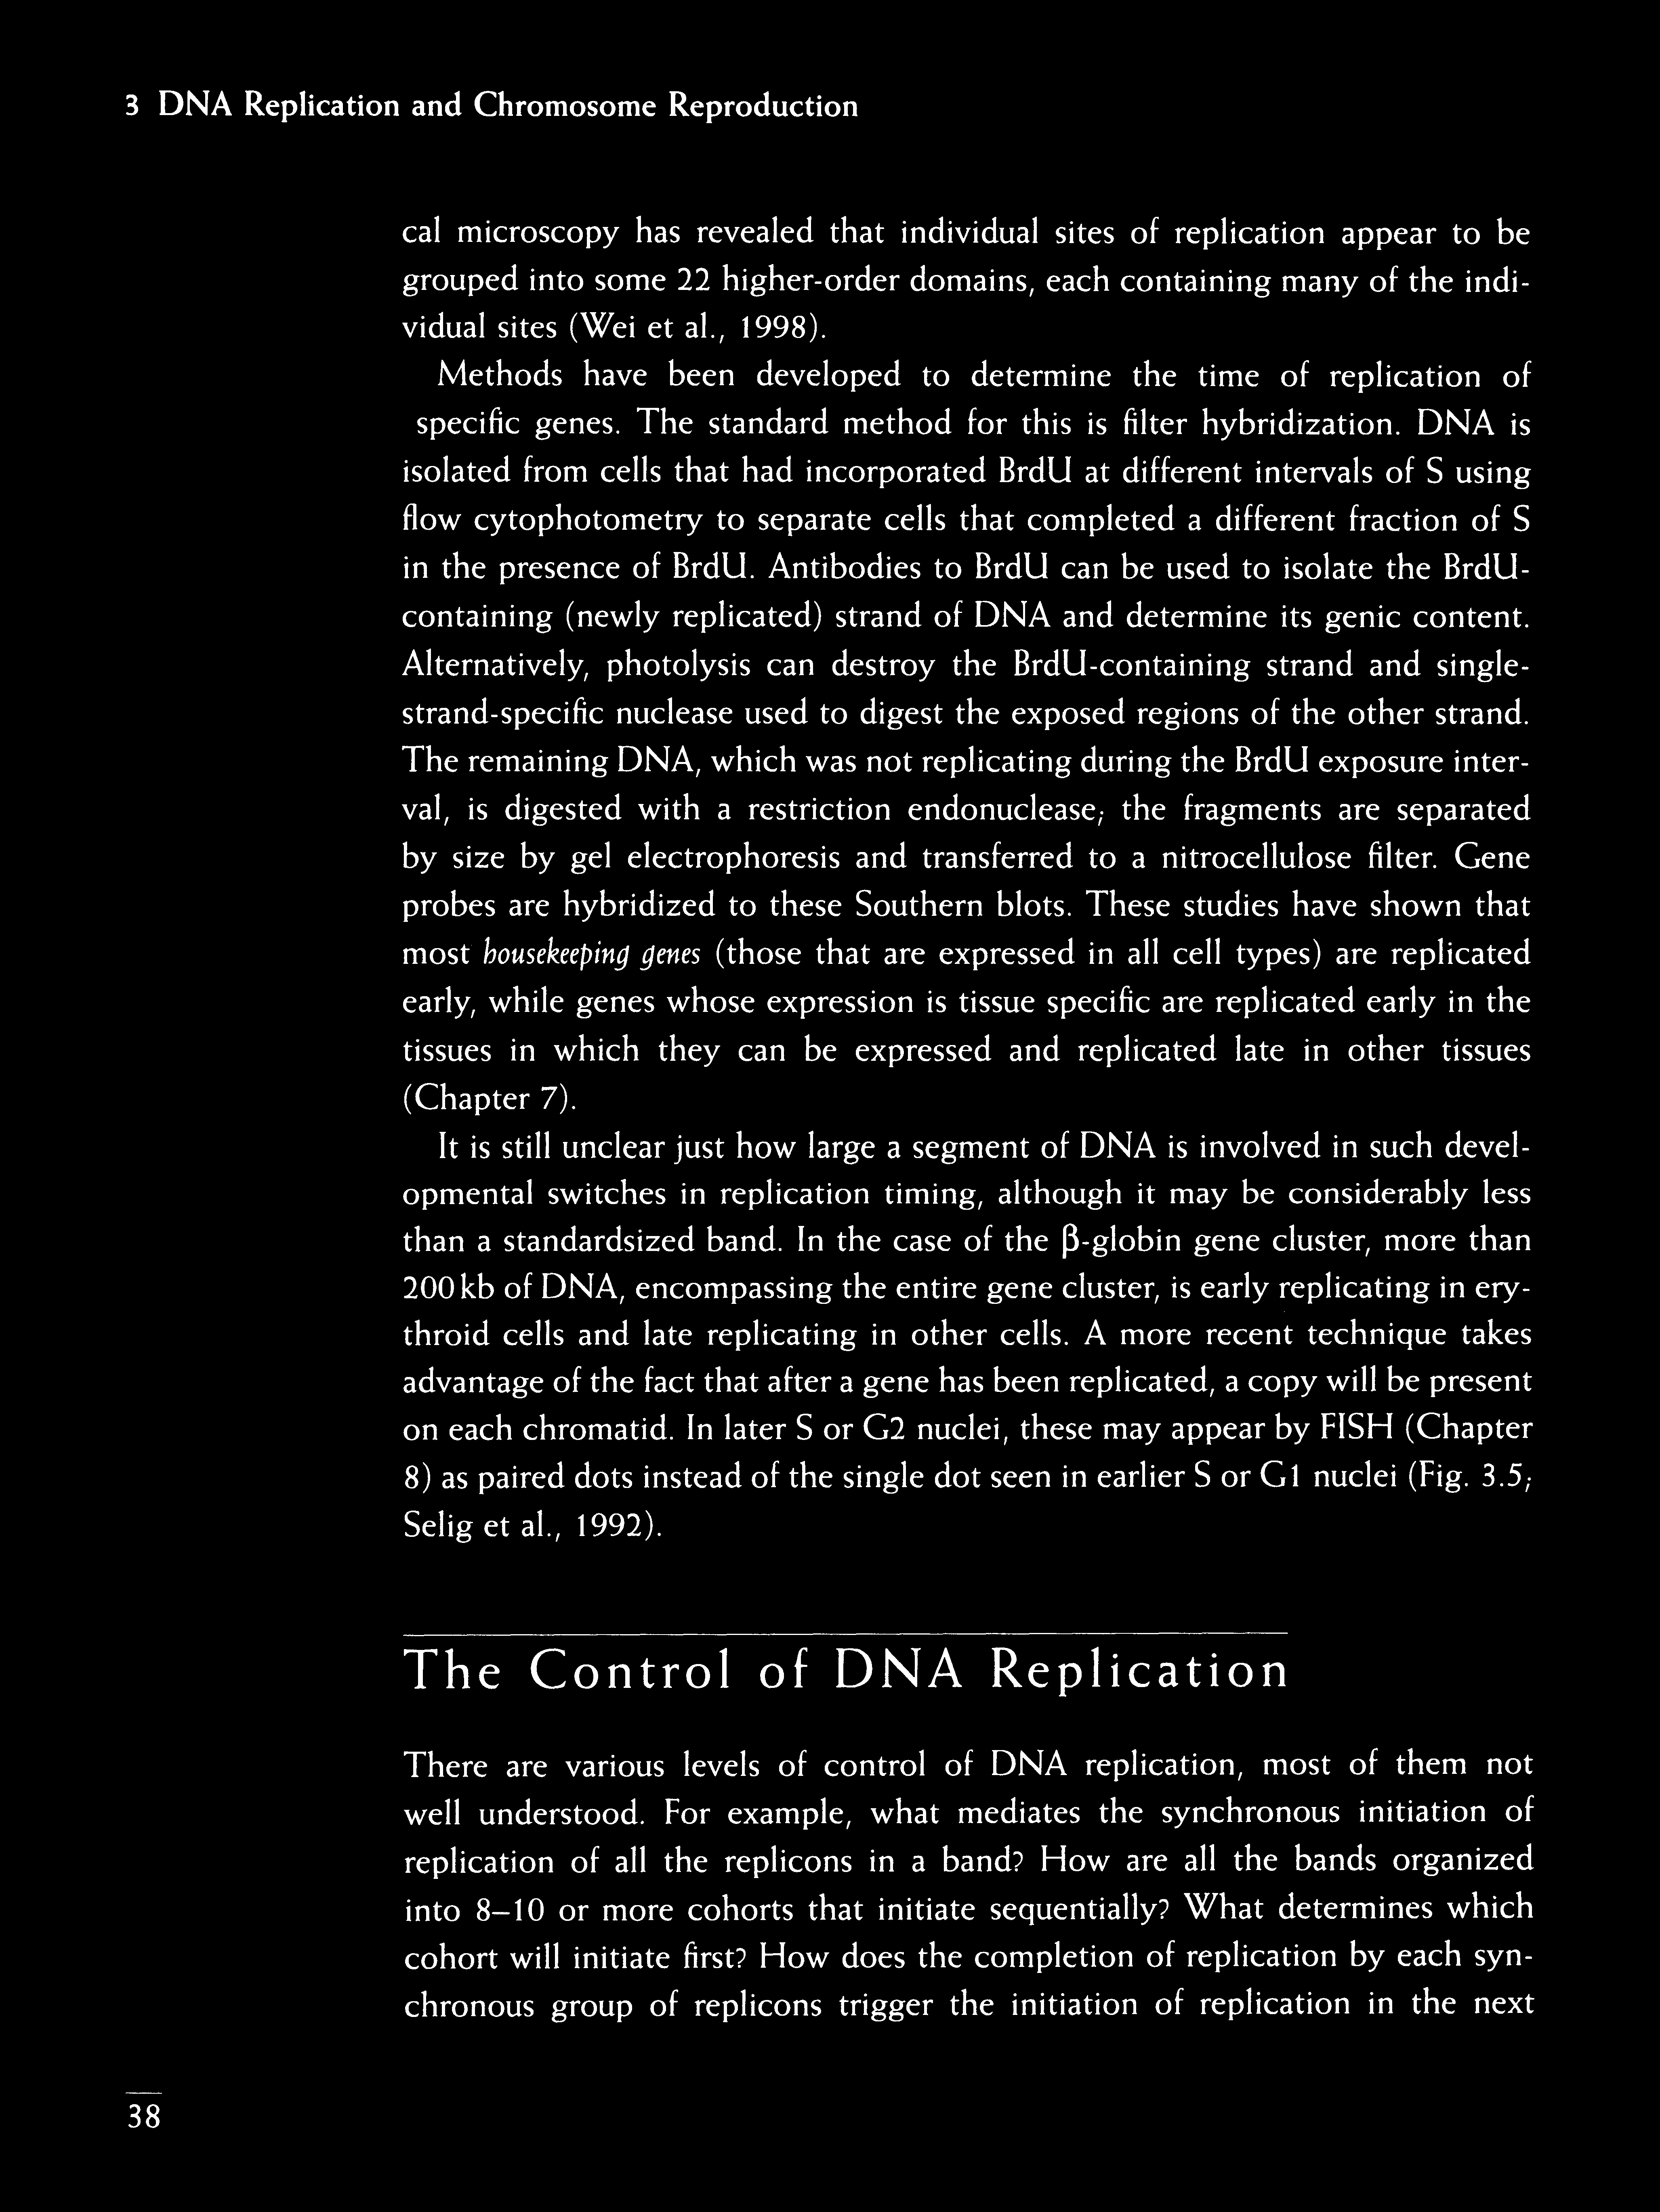 3 DNA Replication and Chromosome Reproduction
cal microscopy has revealed that individual sites of replication appear to be
grouped into some 22 higher-order domains, each containing many of the indi-
vidual sites (Wei et al., 1998).
Methods have been developed to determine the time of replication of
specific genes. The standard method for this is filter hybridization. DNA is
isolated from cells that had incorporated BrdU at different intervals of S using
flow cytophotometry to separate cells that completed a different fraction of S
in the presence of BrdU. Antibodies to BrdU can be used to isolate the BrdU-
containing (newly replicated) strand of DNA and determine its genic content.
Alternatively, photolysis can destroy the BrdU-containing strand and single-
strand-specific nuclease used to digest the exposed regions of the other strand.
The remaining DNA, which was not replicating during the BrdU exposure inter-
val, is digested with a restriction endonuclease; the fragments are separated
by size by gel electrophoresis and transferred to a nitrocellulose filter. Gene
probes are hybridized to these Southern blots. These studies have shown that
most housekeeping genes (those that are expressed in all cell types) are replicated
early, while genes whose expression is tissue specific are replicated early in the
tissues in which they can be expressed and replicated late in other tissues
(Chapter 7).
It is still unclear just how large a segment of DNA is involved in such devel-
opmental switches in replication timing, although it may be considerably less
than a standardsized band. In the case of the β-globin gene cluster, more than
200 kb of DNA, encompassing the entire gene cluster, is early replicating in ery-
throid cells and late replicating in other cells. A more recent technique takes
advantage of the fact that after a gene has been replicated, a copy will be present
on each chromatid. In later S or G2 nuclei, these may appear by FISH (Chapter
8) as paired dots instead of the single dot seen in earlier S or G1 nuclei (Fig. 3.5;
Selig et al., 1992).
The Control of DNA Replication
There are various levels of control of DNA replication, most of them not
well understood. For example, what mediates the synchronous initiation of
replication of all the replicons in a band? How are all the bands organized
into 8–10 or more cohorts that initiate sequentially? What determines which
cohort will initiate first? How does the completion of replication by each syn-
chronous group of replicons trigger the initiation of replication in the next
38